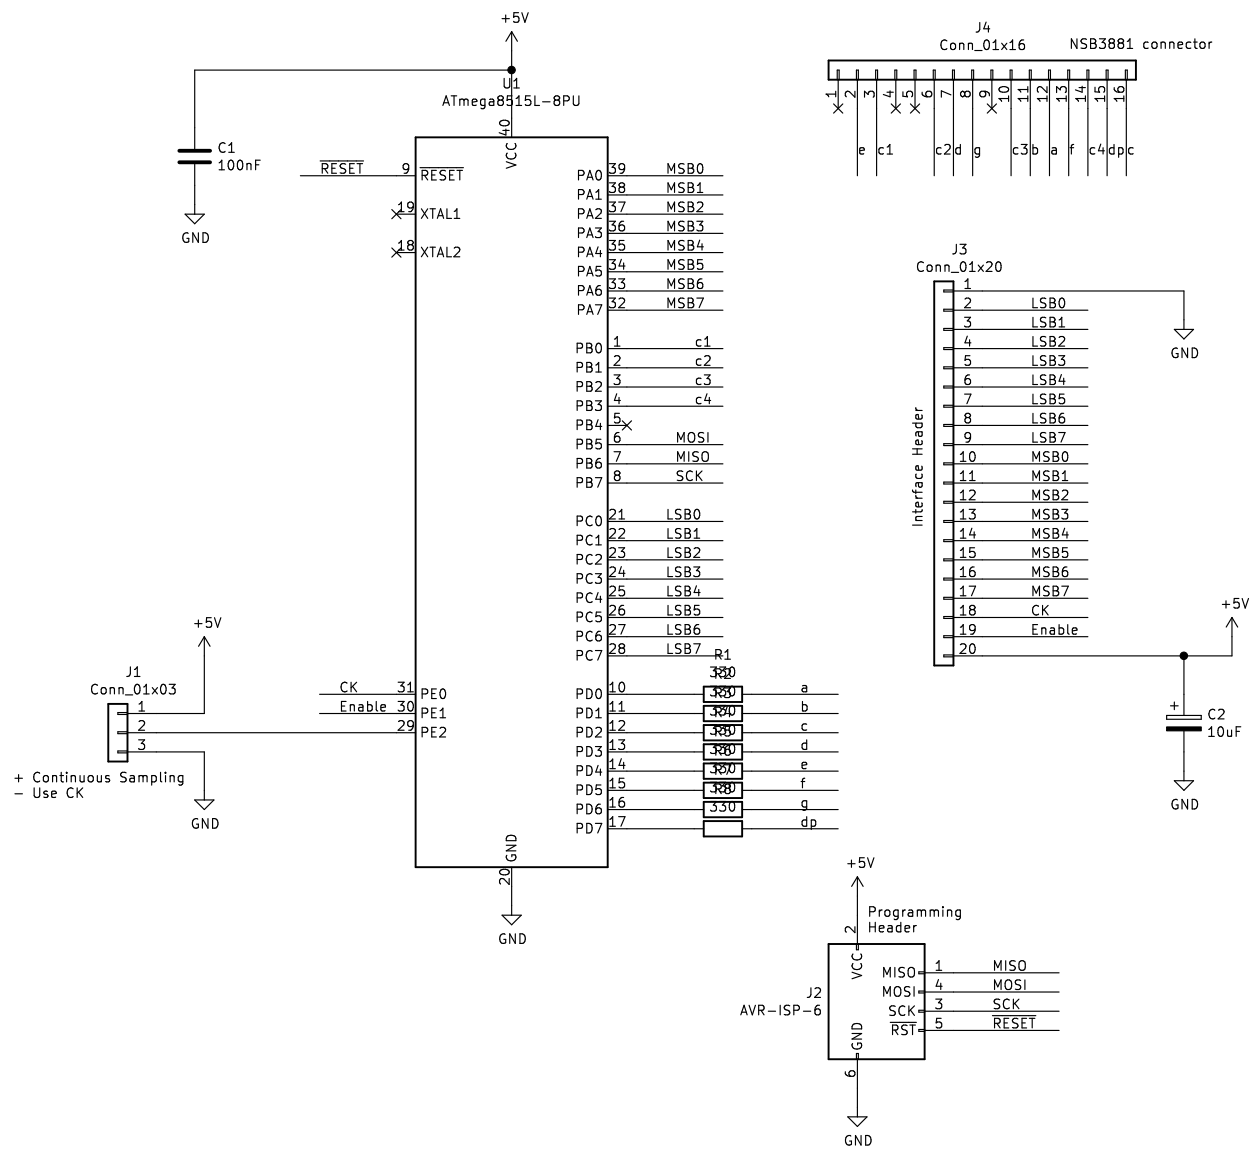 +5V
C1
100nF
GND
U1
ATmega8515L-8PU
40
VCC
RESET
9
RESET
19
XTAL1
18
XTAL2
PA0 39 MSB0
PA1 38 MSB1
PA2 37 MSB2
PA3 36 MSB3
PA4 35 MSB4
PA5 34 MSB5
PA6 33 MSB6
PA7 32 MSB7
PB0 1 c1
PB1 2 c2
PB2 3 c3
PB3 4 c4
PB4 5
PB5 6 MOSI
PB6 7 MISO
PB7 8 SCK
PC0 21 LSB0
PC1 22 LSB1
PC2 23 LSB2
PC3 24 LSB3
PC4 25 LSB4
PC5 26 LSB5
PC6 27 LSB6
PC7 28 LSB7
R1
330
PD0 10 a
PD1 11 b
PD2 12 c
PD3 13 d
PD4 14 e
PD5 15 f
PD6 16 330 g
PD7 17 dp
CK 31 PE0
Enable 30 PE1
29 PE2
GND
20
GND
+5V
J1
Conn_01x03
1
2
3
+ Continuous Sampling
- Use CK
GND
J4
Conn_01x16
NSB3881 connector
1 2 3 4 5 6 7 8 9 10 11 12 13 14 15 16
e c1 c2 d g c3 b a f c4 dp c
J3
Conn_01x20
Interface Header
1
GND
2 LSB0
3 LSB1
4 LSB2
5 LSB3
6 LSB4
7 LSB5
8 LSB6
9 LSB7
10 MSB0
11 MSB1
12 MSB2
13 MSB3
14 MSB4
15 MSB5
16 MSB6
17 MSB7
18 CK
19 Enable
20
+5V
+
C2
10uF
GND
+5V
Programming
Header
2
VCC
J2
AVR-ISP-6
MISO 1 MISO
MOSI 4 MOSI
SCK 3 SCK
RST 5 RESET
GND
6
GND